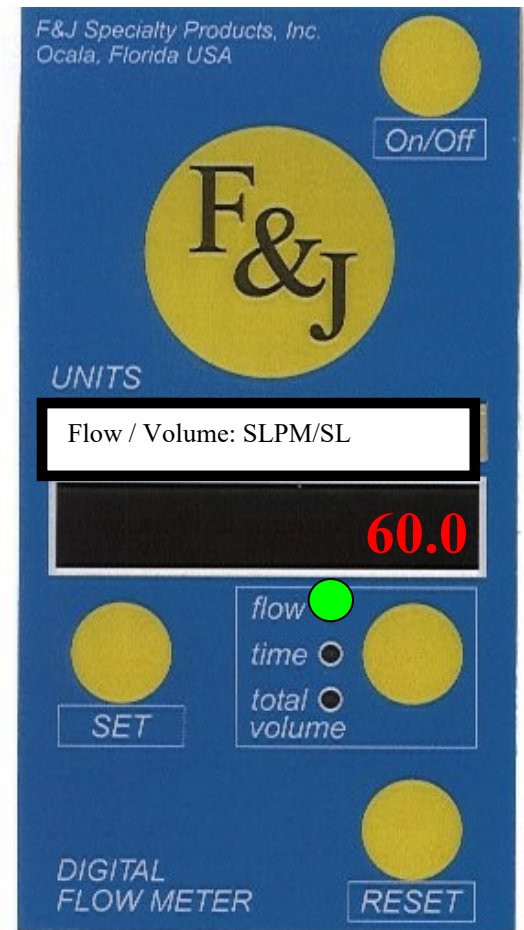 F&J Specialty Products, Inc.
Ocala, Florida USA
On/Off
F&J
UNITS
Flow / Volume: SLPM/SL
60.0
flow
time
total
volume
SET
DIGITAL
FLOW METER
RESET